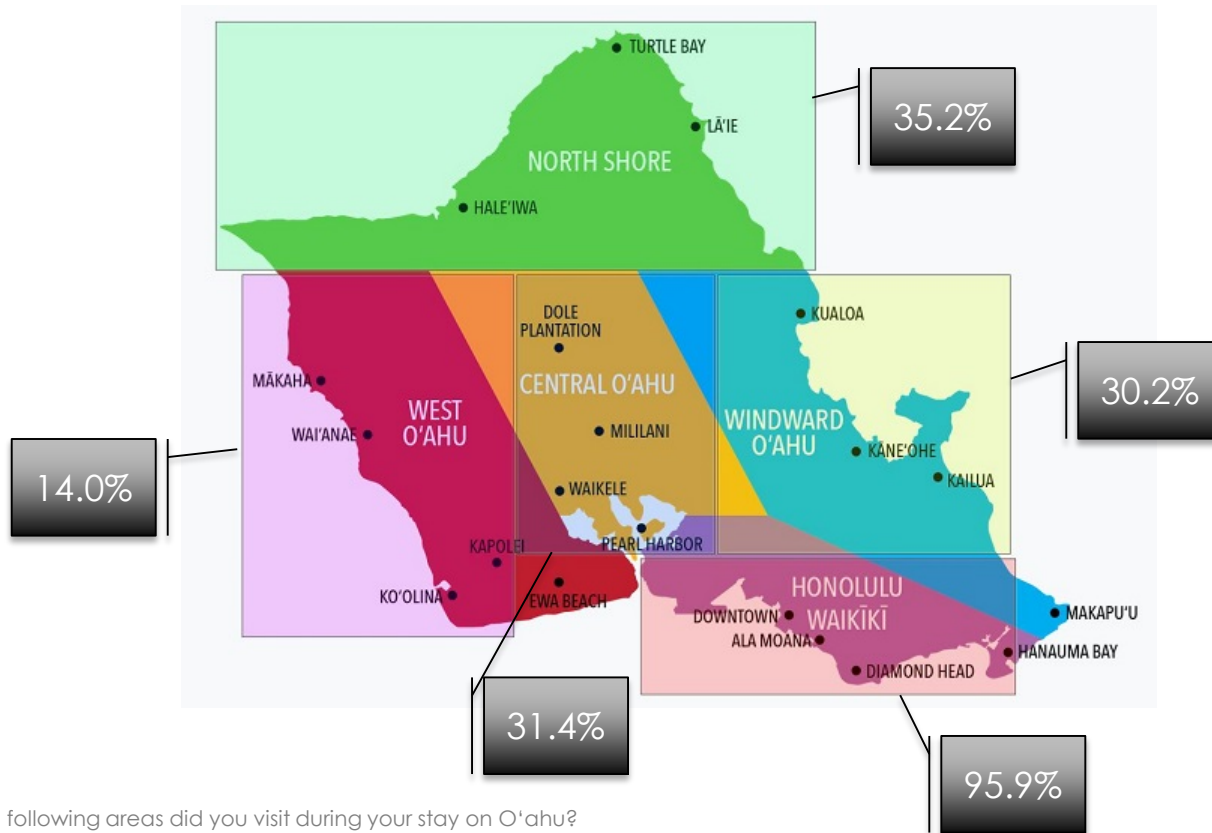 TURTLE BAY
LĀ'IE
35.2%
NORTH SHORE
HALE'IWA
KUALOA
DOLE
PLANTATION
MĀKAHA
CENTRAL O'AHU
30.2%
WEST
O'AHU
WINDWARD
O'AHU
WAI'ANAE
MILILANI
KĀNE'OHE
KAILUA
14.0%
WAIKELE
PEARL HARBOR
KAPOLEI
KO'OLINA
EWA BEACH
HONOLULU
WAIKĪKĪ
DOWNTOWN
ALA MOANA
MAKAPU'U
HANAUMA BAY
DIAMOND HEAD
31.4%
95.9%
following areas did you visit during your stay on O‘ahu?